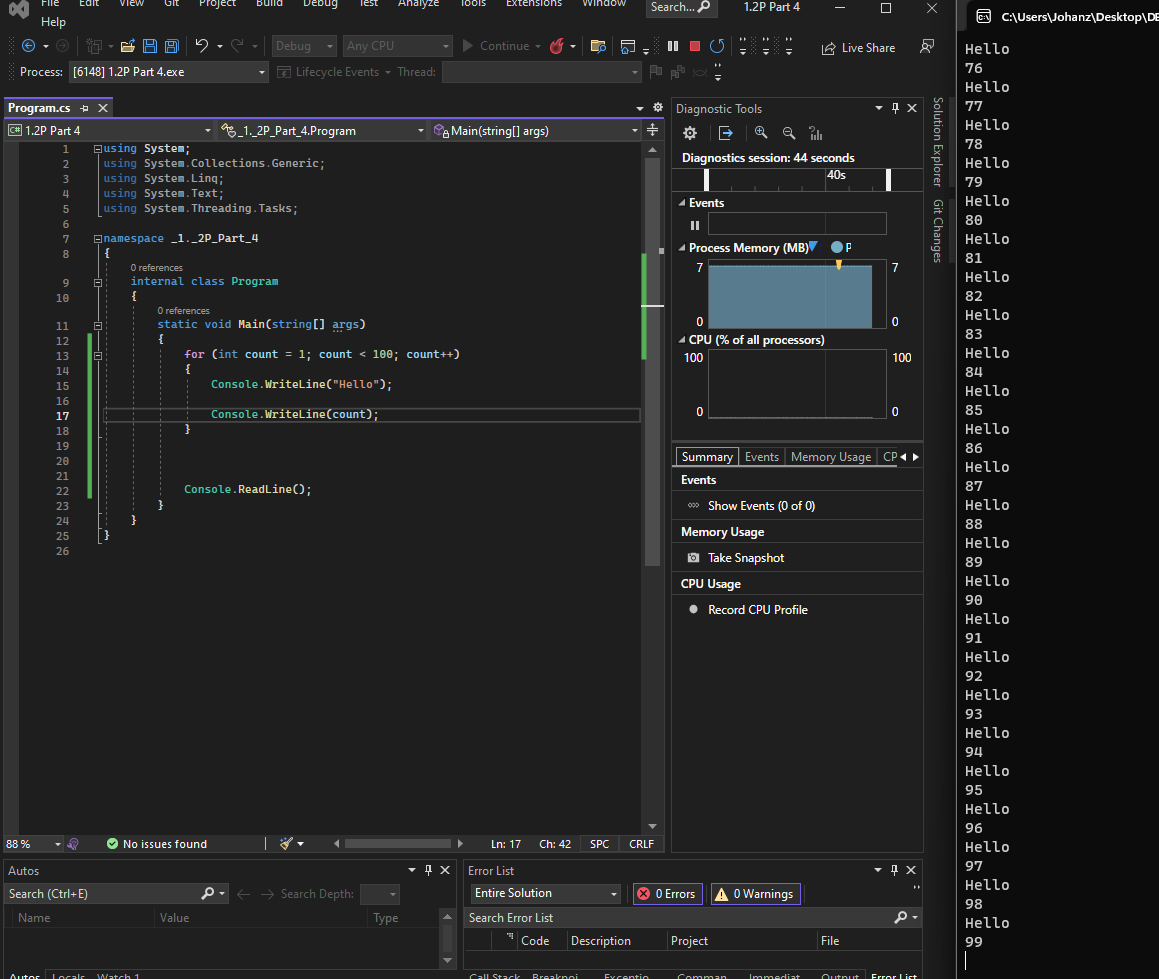 File Edit View Git Project Build Debug Test Analyze Tools Extensions Window Search... 1.2P Part 4
Help
Debug Any CPU Continue Live Share
Process: [6148] 1.2P Part 4.exe Lifecycle Events Thread:
Program.cs
C# 1.2P Part 4 _1._2P_Part_4.Program Main(string[] args)
1 using System;
2 using System.Collections.Generic;
3 using System.Linq;
4 using System.Text;
5 using System.Threading.Tasks;
6
7 namespace _1._2P_Part_4
8 {
0 references
9 internal class Program
10 {
0 references
11 static void Main(string[] args)
12 {
13 for (int count = 1; count < 100; count++)
14 {
15 Console.WriteLine("Hello");
16
17 Console.WriteLine(count);
18 }
19
20
21
22 Console.ReadLine();
23 }
24 }
25 }
26
88 % No issues found Ln: 17 Ch: 42 SPC CRLF
Diagnostic Tools
Diagnostics session: 44 seconds
40s
Events
Process Memory (MB) P
7 7
0 0
CPU (% of all processors)
100 100
0 0
Summary Events Memory Usage CP
Events
Show Events (0 of 0)
Memory Usage
Take Snapshot
CPU Usage
Record CPU Profile
Solution Explorer
Git Changes
Autos
Search (Ctrl+E) Search Depth:
Name Value Type
Autos Locals Watch 1
Error List
Entire Solution 0 Errors 0 Warnings
Search Error List
Code Description Project File
Call Stack Breakpoi Exceptio Comman Immediat Output Error List
C:\Users\Johanz\Desktop\DE
Hello
76
Hello
77
Hello
78
Hello
79
Hello
80
Hello
81
Hello
82
Hello
83
Hello
84
Hello
85
Hello
86
Hello
87
Hello
88
Hello
89
Hello
90
Hello
91
Hello
92
Hello
93
Hello
94
Hello
95
Hello
96
Hello
97
Hello
98
Hello
99